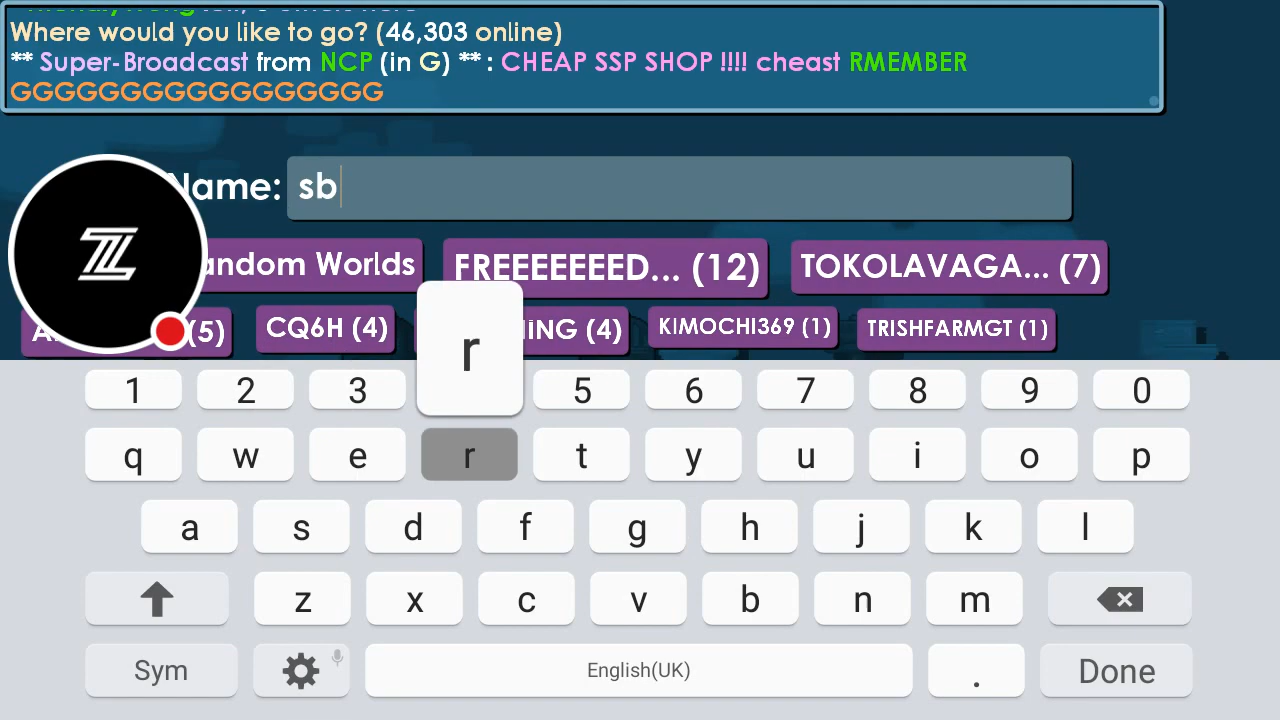 Where would you like to go? (46,303 online)
** Super-Broadcast from NCP (in G) ** : CHEAP SSP SHOP !!!! cheast RMEMBER
GGGGGGGGGGGGGGGGG
Name: sb
andom Worlds FREEEEEEED... (12) TOKOLAVAGA... (7)
(5) CQ6H (4) (4) KIMOCHI369 (1) TRISHFARMGT (1)
r
1 2 3 5 6 7 8 9 0
q w e r t y u i o p
a s d f g h j k l
z x c v b n m
Sym English(UK) . Done